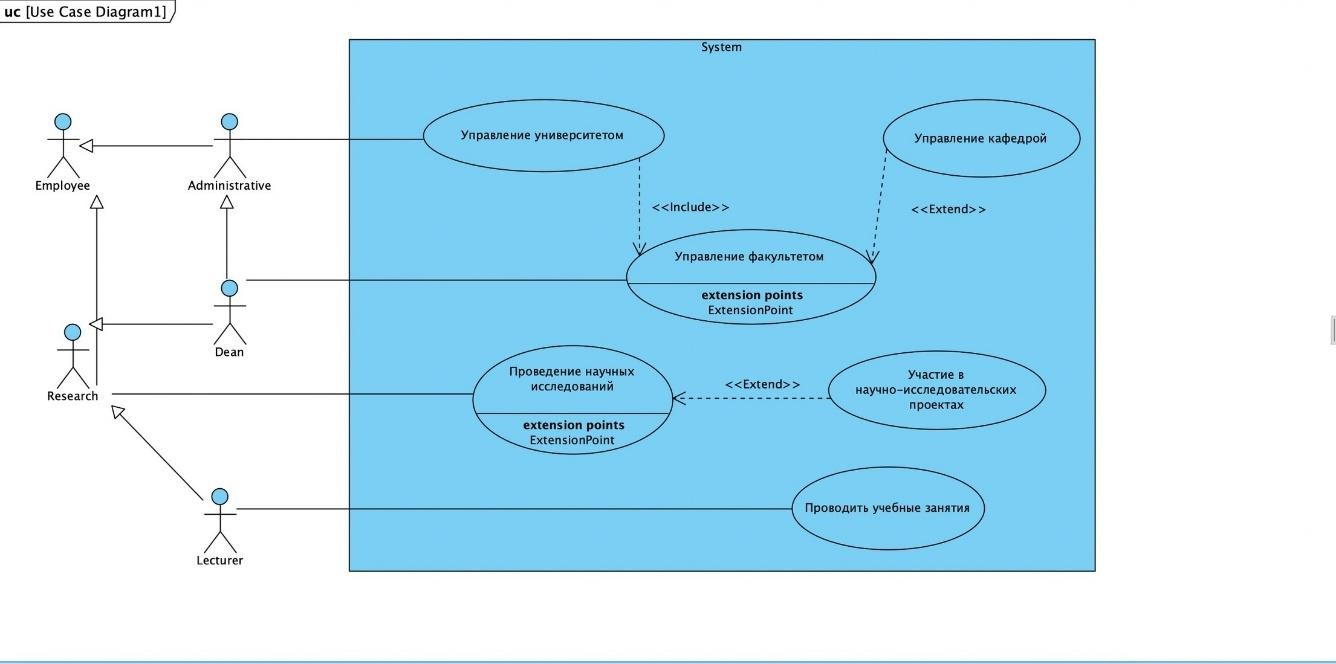 uc [Use Case Diagram1]
System
Управление университетом
Управление кафедрой
Employee
Administrative
<<Include>>
<<Extend>>
Управление факультетом
extension points
ExtensionPoint
Dean
Проведение научных
исследований
extension points
ExtensionPoint
<<Extend>>
Участие в
научно-исследовательских
проектах
Research
Проводить учебные занятия
Lecturer